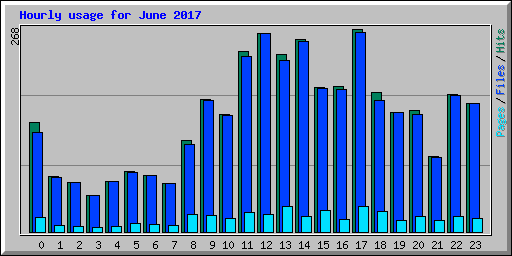 Hourly usage for June 2017
268
Pages / Files / Hits
0 1 2 3 4 5 6 7 8 9 10 11 12 13 14 15 16 17 18 19 20 21 22 23